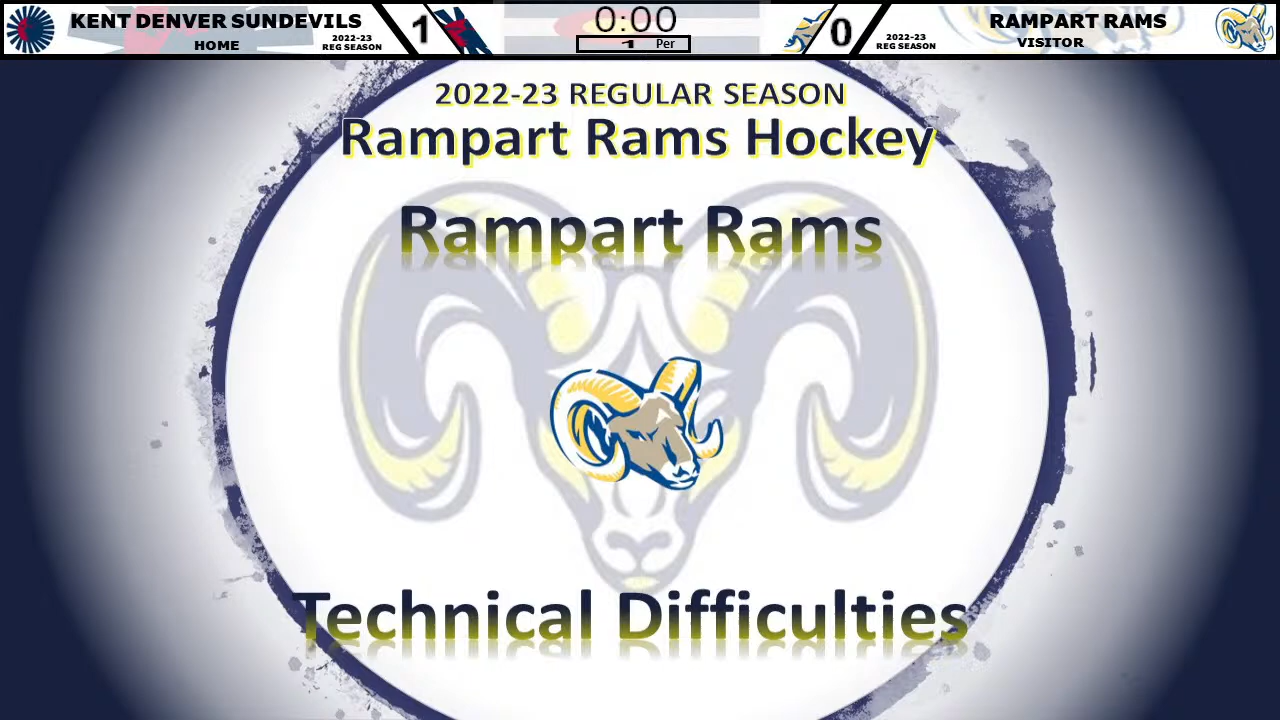 KENT DENVER SUNDEVILS
HOME
2022-23
REG SEASON
1
0:00
1 Per
0
2022-23
REG SEASON
RAMPART RAMS
VISITOR
2022-23 REGULAR SEASON
Rampart Rams Hockey
Rampart Rams
Technical Difficulties